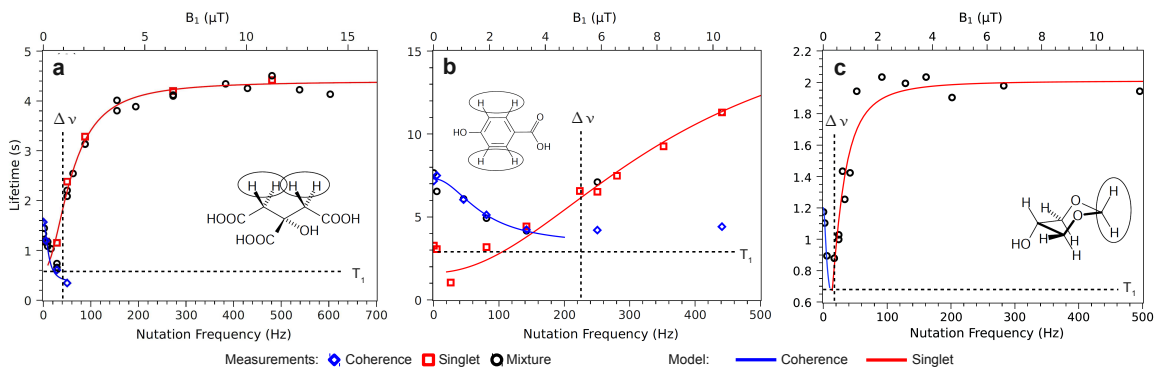 B₁ (μT)
0 5 10 15
a
Δ ν
H H H H
HOOC COOH
HOOC OH
T₁
5
4
3
2
1
0
Lifetime (s)
0 100 200 300 400 500 600 700
Nutation Frequency (Hz)
B₁ (μT)
0 2 4 6 8 10
b
Δ ν
H H
HO O
OH
H H
T₁
15
10
5
0
0 100 200 300 400 500
Nutation Frequency (Hz)
B₁ (μT)
0 2 4 6 8 10
c
Δ ν
H H O H
O
HO H H H
H
T₁
2.2
2
1.8
1.6
1.4
1.2
1
0.8
0.6
0 100 200 300 400 500
Nutation Frequency (Hz)
Measurements: Coherence Singlet Mixture Model: Coherence Singlet